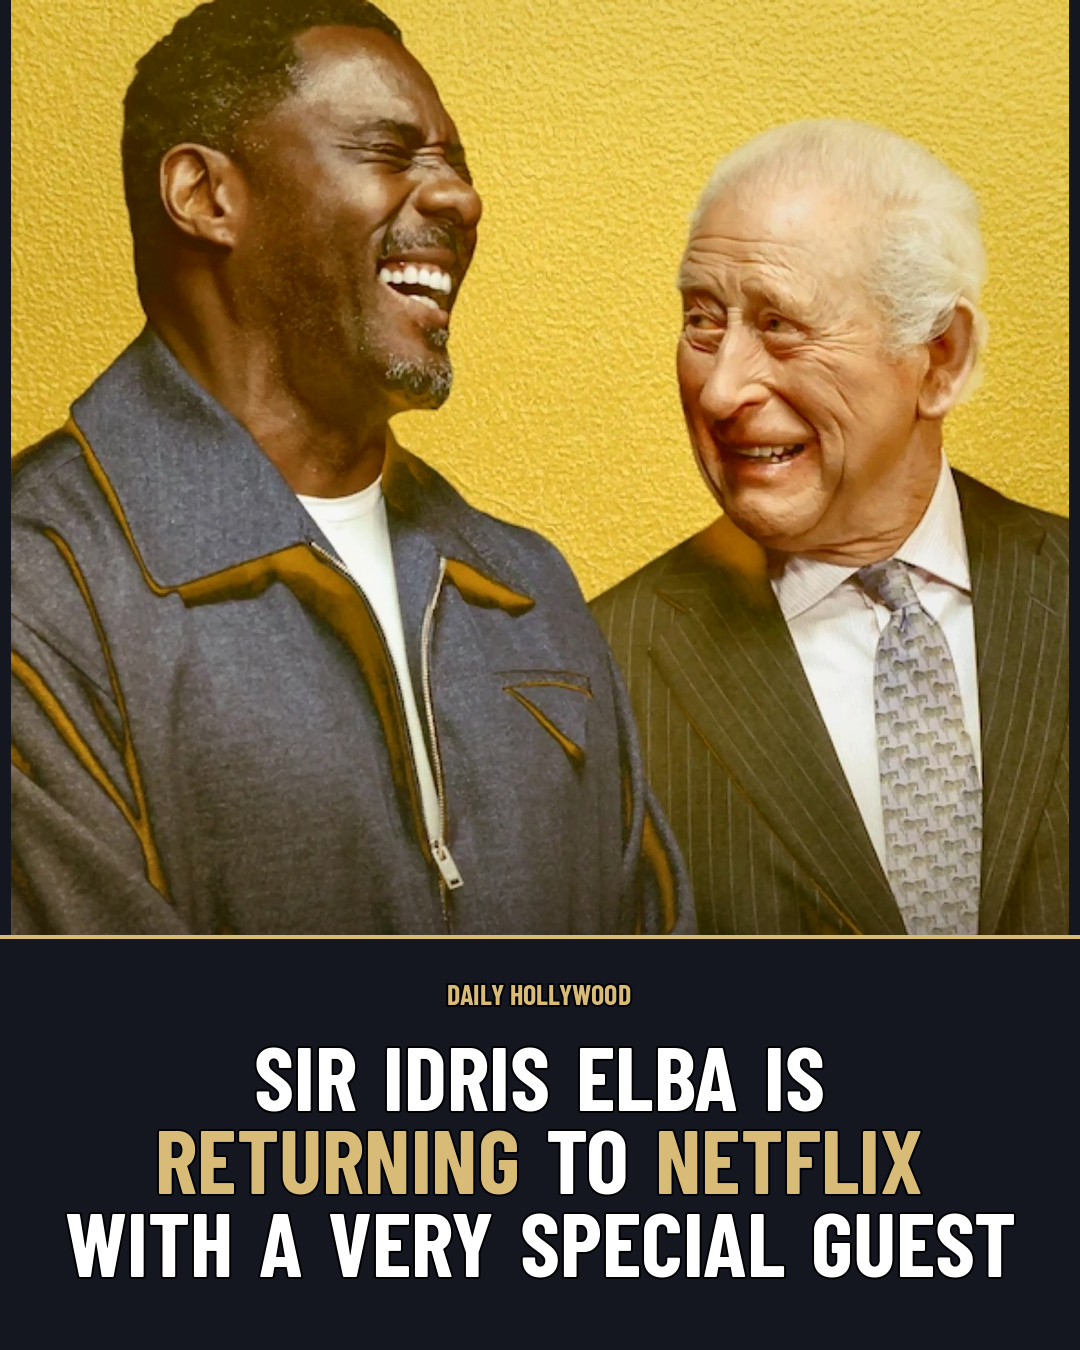 DAILY HOLLYWOOD
SIR IDRIS ELBA IS
RETURNING TO NETFLIX
WITH A VERY SPECIAL GUEST